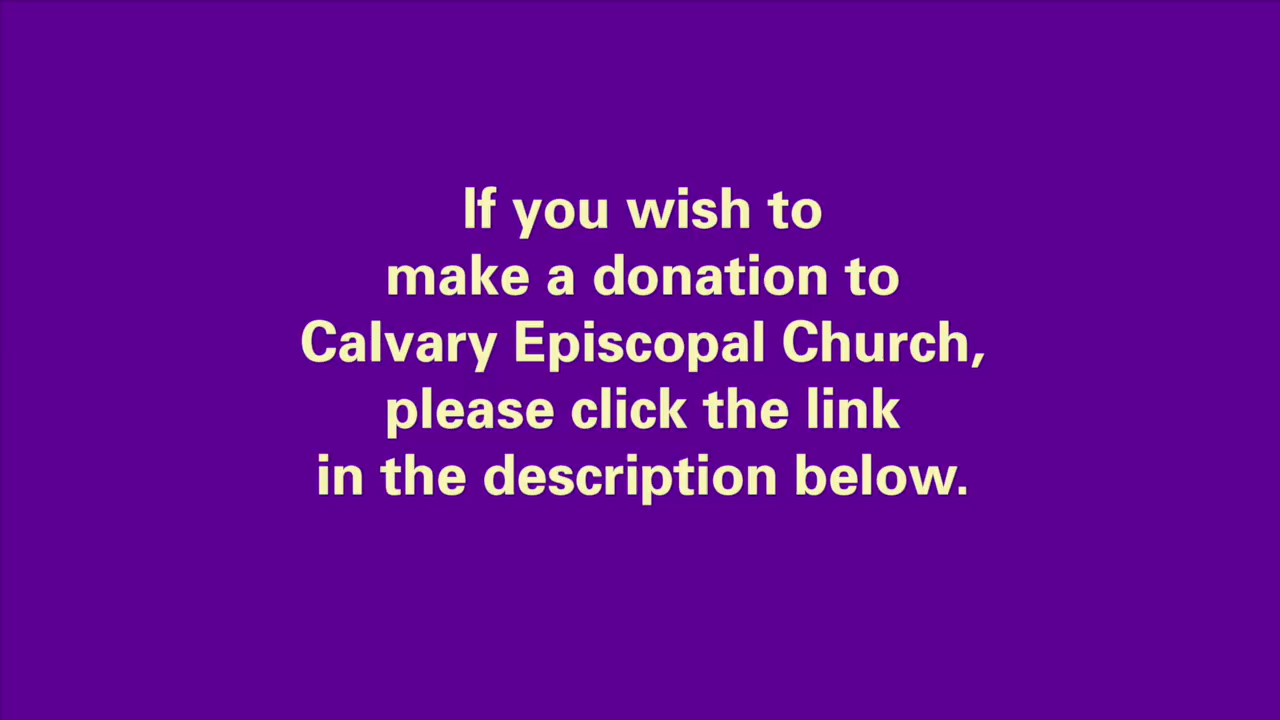 If you wish to
make a donation to
Calvary Episcopal Church,
please click the link
in the description below.